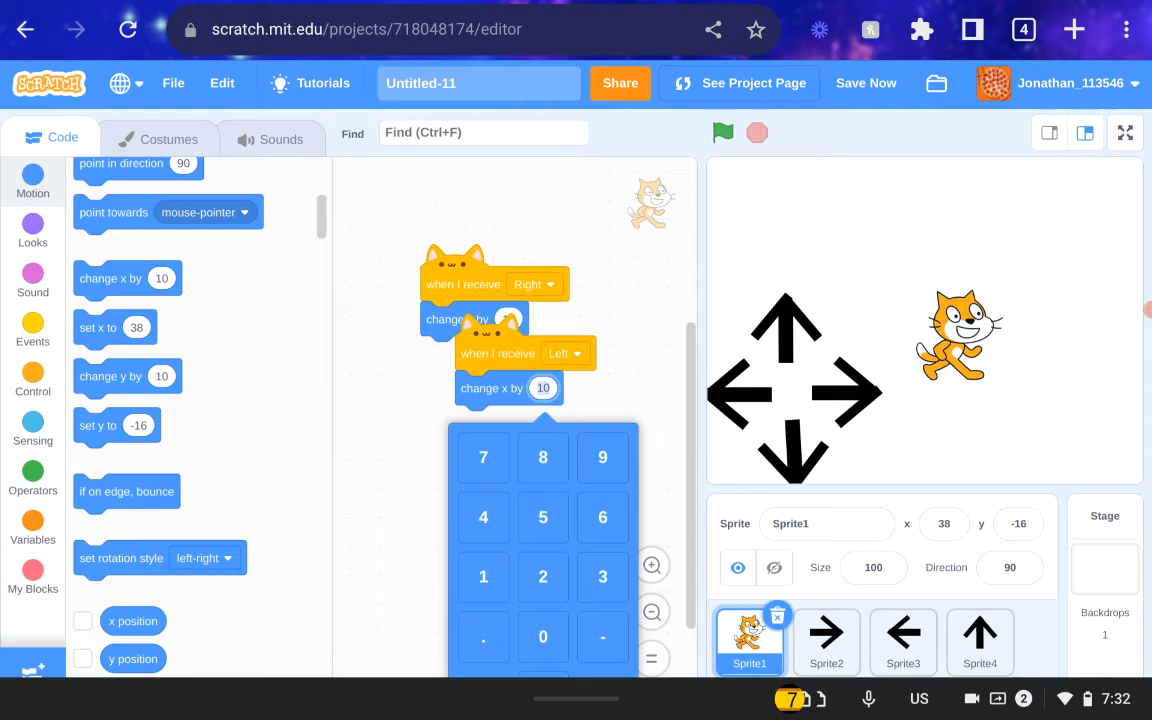 scratch.mit.edu/projects/718048174/editor
4
SCRATCH
File
Edit
Tutorials
Untitled-11
Share
See Project Page
Save Now
Jonathan_113546
Code
Costumes
Sounds
Find
Find (Ctrl+F)
Motion
Looks
Sound
Events
Control
Sensing
Operators
Variables
My Blocks
point in direction 90
point towards mouse-pointer
change x by 10
set x to 38
change y by 10
set y to -16
if on edge, bounce
set rotation style left-right
x position
y position
when I receive Right
when I receive Left
change x by 10
7 8 9
4 5 6
1 2 3
. 0 -
Sprite Sprite1 x 38 y -16
Size 100 Direction 90
Sprite1
Sprite2
Sprite3
Sprite4
Stage
Backdrops
1
7
US
2
7:32